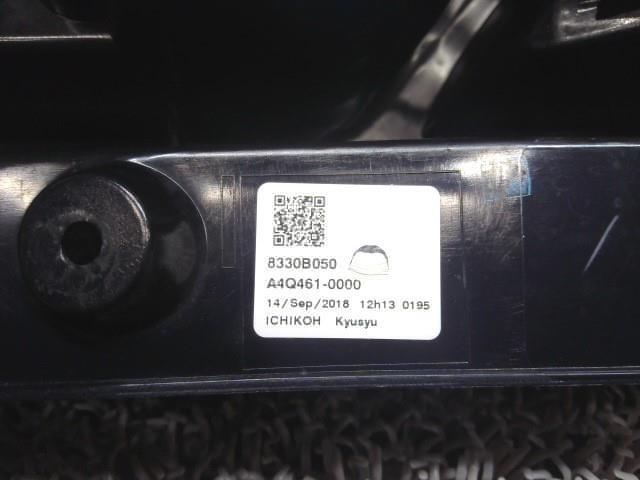 8330B050
A4Q461-0000
14/Sep/2018 12h13 0195
ICHIKOH Kyusyu